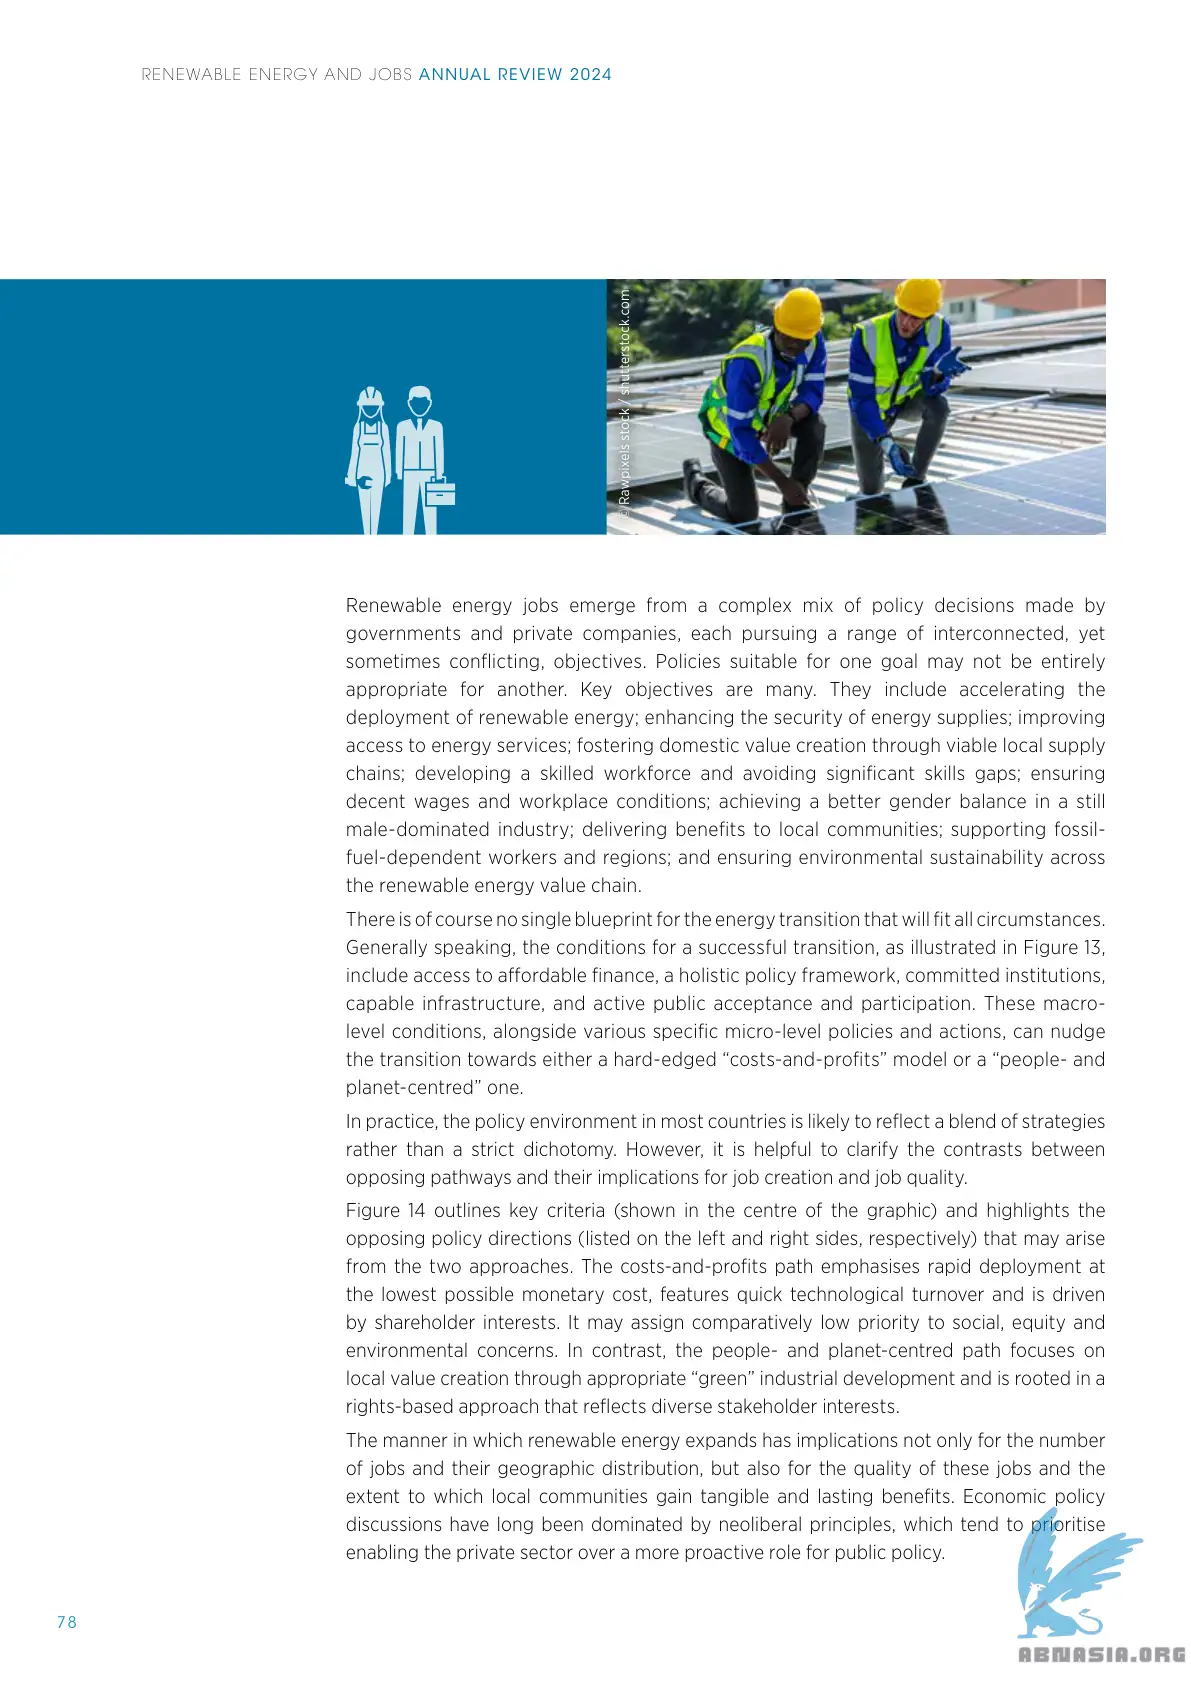 RENEWABLE ENERGY AND JOBS ANNUAL REVIEW 2024
© Rawpixels stock / shutterstock.com
Renewable energy jobs emerge from a complex mix of policy decisions made by
governments and private companies, each pursuing a range of interconnected, yet
sometimes conflicting, objectives. Policies suitable for one goal may not be entirely
appropriate for another. Key objectives are many. They include accelerating the
deployment of renewable energy; enhancing the security of energy supplies; improving
access to energy services; fostering domestic value creation through viable local supply
chains; developing a skilled workforce and avoiding significant skills gaps; ensuring
decent wages and workplace conditions; achieving a better gender balance in a still
male-dominated industry; delivering benefits to local communities; supporting fossil-
fuel-dependent workers and regions; and ensuring environmental sustainability across
the renewable energy value chain.
There is of course no single blueprint for the energy transition that will fit all circumstances.
Generally speaking, the conditions for a successful transition, as illustrated in Figure 13,
include access to affordable finance, a holistic policy framework, committed institutions,
capable infrastructure, and active public acceptance and participation. These macro-
level conditions, alongside various specific micro-level policies and actions, can nudge
the transition towards either a hard-edged “costs-and-profits” model or a “people- and
planet-centred” one.
In practice, the policy environment in most countries is likely to reflect a blend of strategies
rather than a strict dichotomy. However, it is helpful to clarify the contrasts between
opposing pathways and their implications for job creation and job quality.
Figure 14 outlines key criteria (shown in the centre of the graphic) and highlights the
opposing policy directions (listed on the left and right sides, respectively) that may arise
from the two approaches. The costs-and-profits path emphasises rapid deployment at
the lowest possible monetary cost, features quick technological turnover and is driven
by shareholder interests. It may assign comparatively low priority to social, equity and
environmental concerns. In contrast, the people- and planet-centred path focuses on
local value creation through appropriate “green” industrial development and is rooted in a
rights-based approach that reflects diverse stakeholder interests.
The manner in which renewable energy expands has implications not only for the number
of jobs and their geographic distribution, but also for the quality of these jobs and the
extent to which local communities gain tangible and lasting benefits. Economic policy
discussions have long been dominated by neoliberal principles, which tend to prioritise
enabling the private sector over a more proactive role for public policy.
78
ABNASIA.ORG